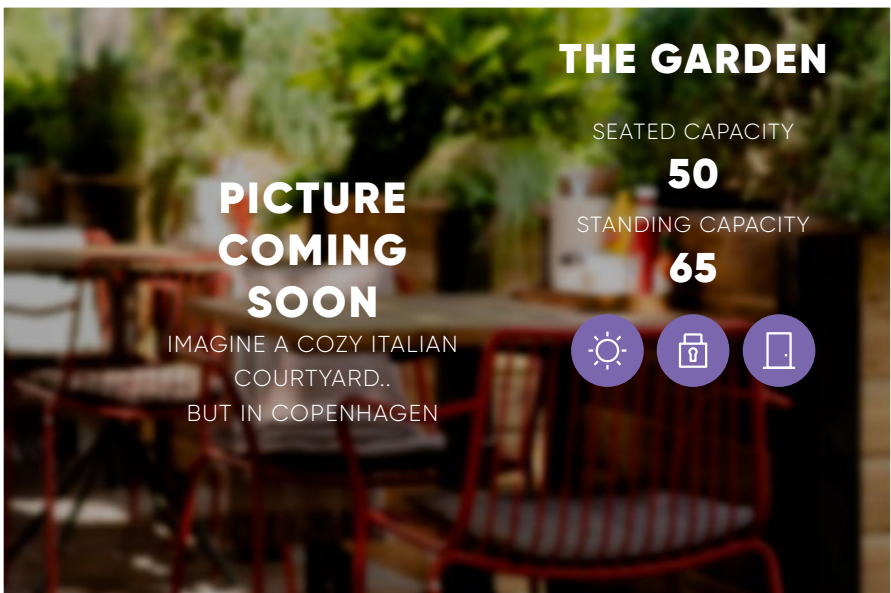 THE GARDEN
SEATED CAPACITY
50
STANDING CAPACITY
65
PICTURE
COMING
SOON
IMAGINE A COZY ITALIAN
COURTYARD..
BUT IN COPENHAGEN